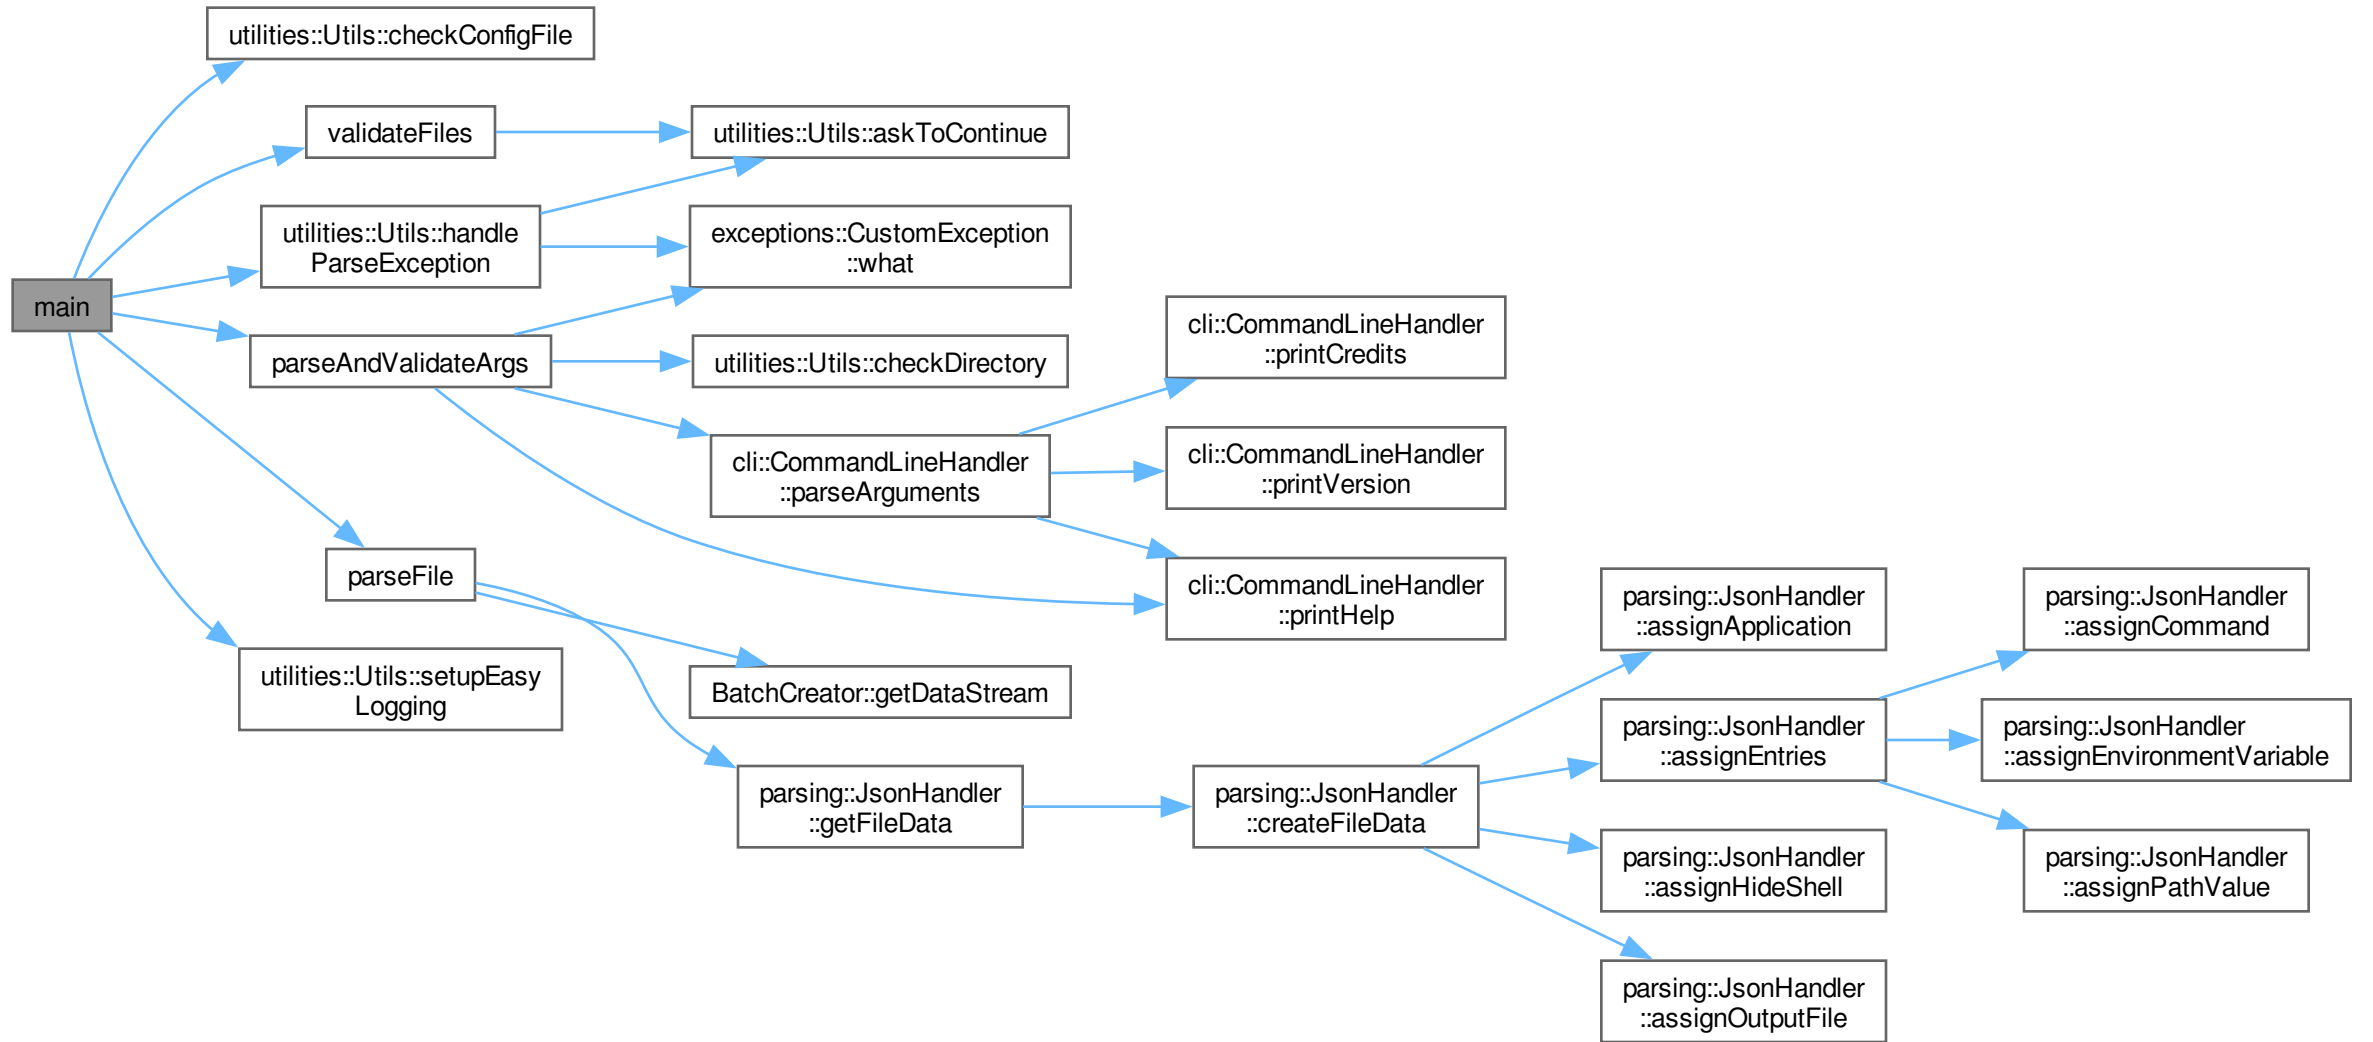 main
utilities::Utils::checkConfigFile
validateFiles
utilities::Utils::handle
ParseException
parseAndValidateArgs
parseFile
utilities::Utils::setupEasy
Logging
utilities::Utils::askToContinue
exceptions::CustomException
::what
utilities::Utils::checkDirectory
cli::CommandLineHandler
::parseArguments
BatchCreator::getDataStream
parsing::JsonHandler
::getFileData
cli::CommandLineHandler
::printCredits
cli::CommandLineHandler
::printVersion
cli::CommandLineHandler
::printHelp
parsing::JsonHandler
::createFileData
parsing::JsonHandler
::assignApplication
parsing::JsonHandler
::assignEntries
parsing::JsonHandler
::assignHideShell
parsing::JsonHandler
::assignOutputFile
parsing::JsonHandler
::assignCommand
parsing::JsonHandler
::assignEnvironmentVariable
parsing::JsonHandler
::assignPathValue